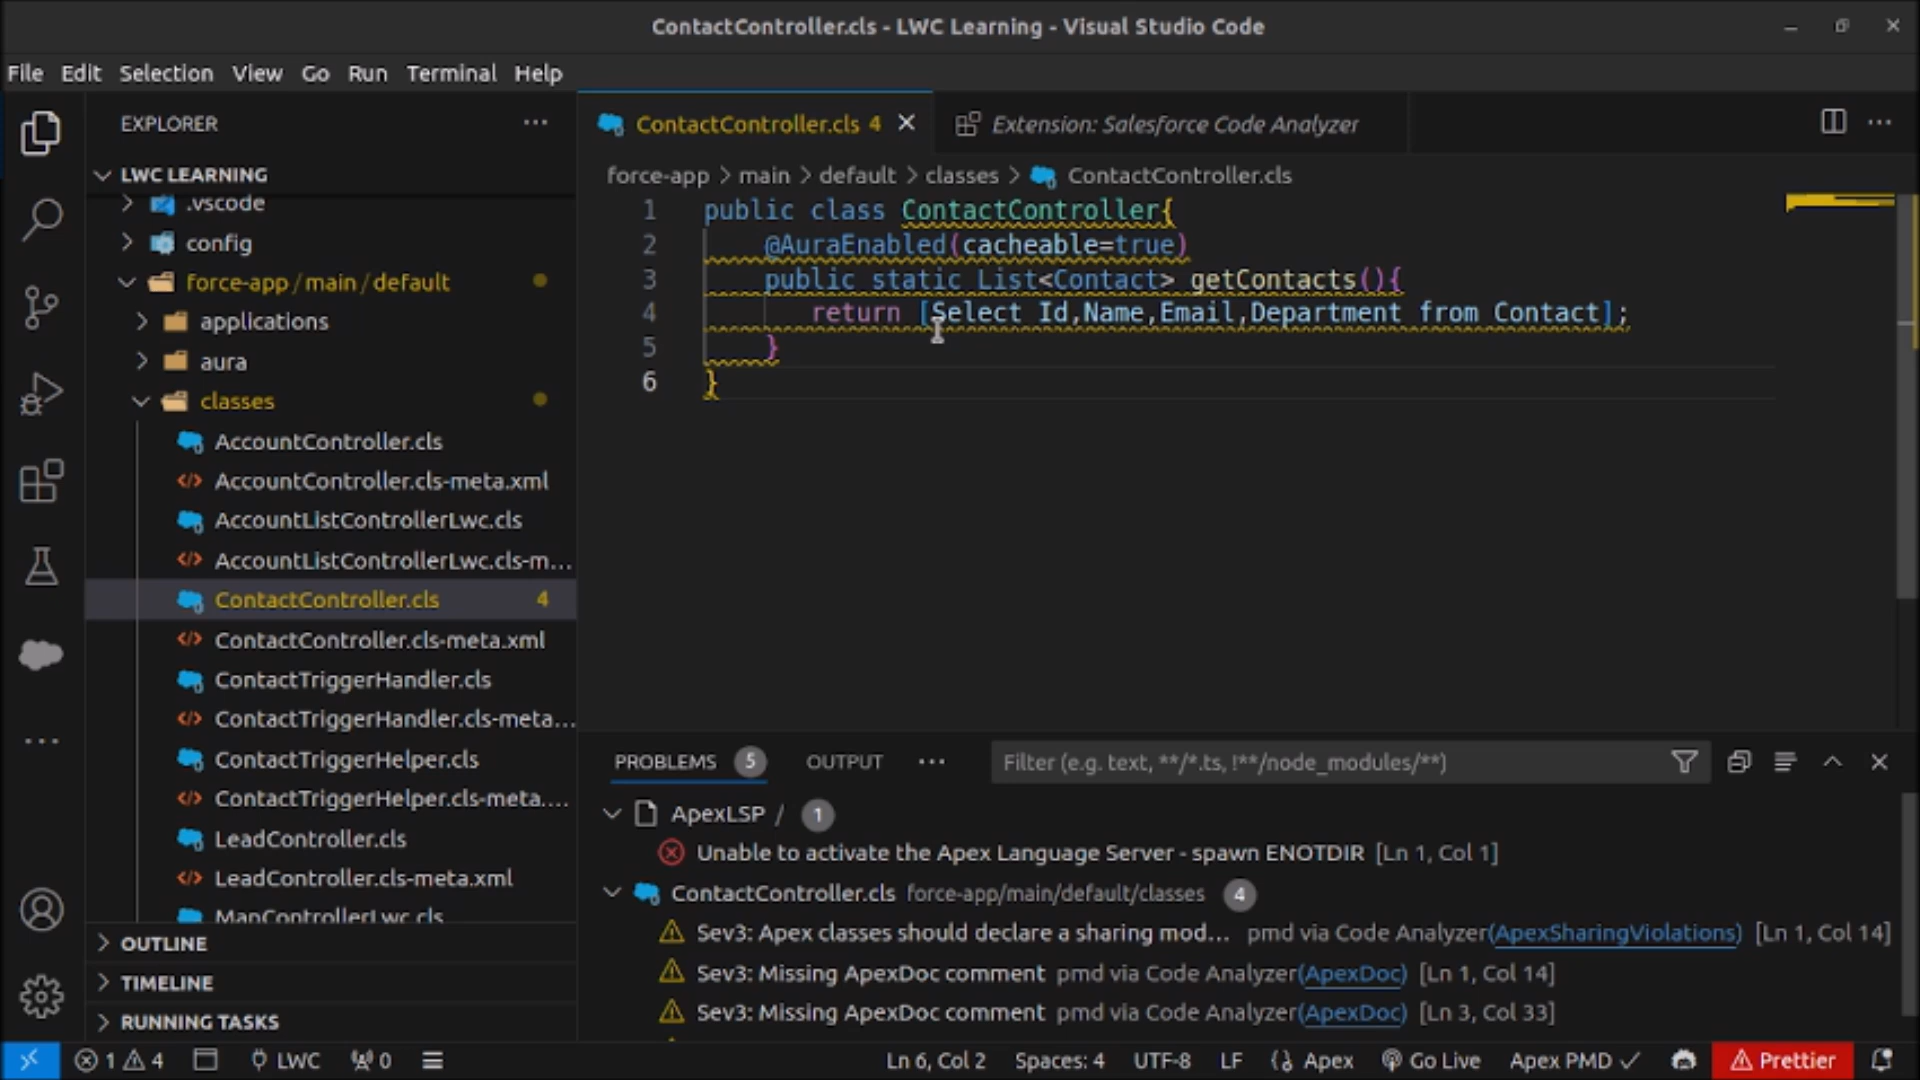 ContactController.cls - LWC Learning - Visual Studio Code
File Edit Selection View Go Run Terminal Help
EXPLORER
LWC LEARNING
.vscode
config
force-app / main / default
applications
aura
classes
AccountController.cls
AccountController.cls-meta.xml
AccountListControllerLwc.cls
AccountListControllerLwc.cls-m...
ContactController.cls 4
ContactController.cls-meta.xml
ContactTriggerHandler.cls
ContactTriggerHandler.cls-meta...
ContactTriggerHelper.cls
ContactTriggerHelper.cls-meta....
LeadController.cls
LeadController.cls-meta.xml
MapControllerLwc.cls
OUTLINE
TIMELINE
RUNNING TASKS
ContactController.cls 4 Extension: Salesforce Code Analyzer
force-app > main > default > classes > ContactController.cls
1 public class ContactController{
2 @AuraEnabled(cacheable=true)
3 public static List<Contact> getContacts(){
4 return [Select Id,Name,Email,Department from Contact];
5 }
6 }
PROBLEMS 5 OUTPUT Filter (e.g. text, **/*.ts, !**/node_modules/**)
ApexLSP / 1
Unable to activate the Apex Language Server - spawn ENOTDIR [Ln 1, Col 1]
ContactController.cls force-app/main/default/classes 4
Sev3: Apex classes should declare a sharing mod... pmd via Code Analyzer(ApexSharingViolations) [Ln 1, Col 14]
Sev3: Missing ApexDoc comment pmd via Code Analyzer(ApexDoc) [Ln 1, Col 14]
Sev3: Missing ApexDoc comment pmd via Code Analyzer(ApexDoc) [Ln 3, Col 33]
1 4 LWC 0 Ln 6, Col 2 Spaces: 4 UTF-8 LF Apex Go Live Apex PMD Prettier